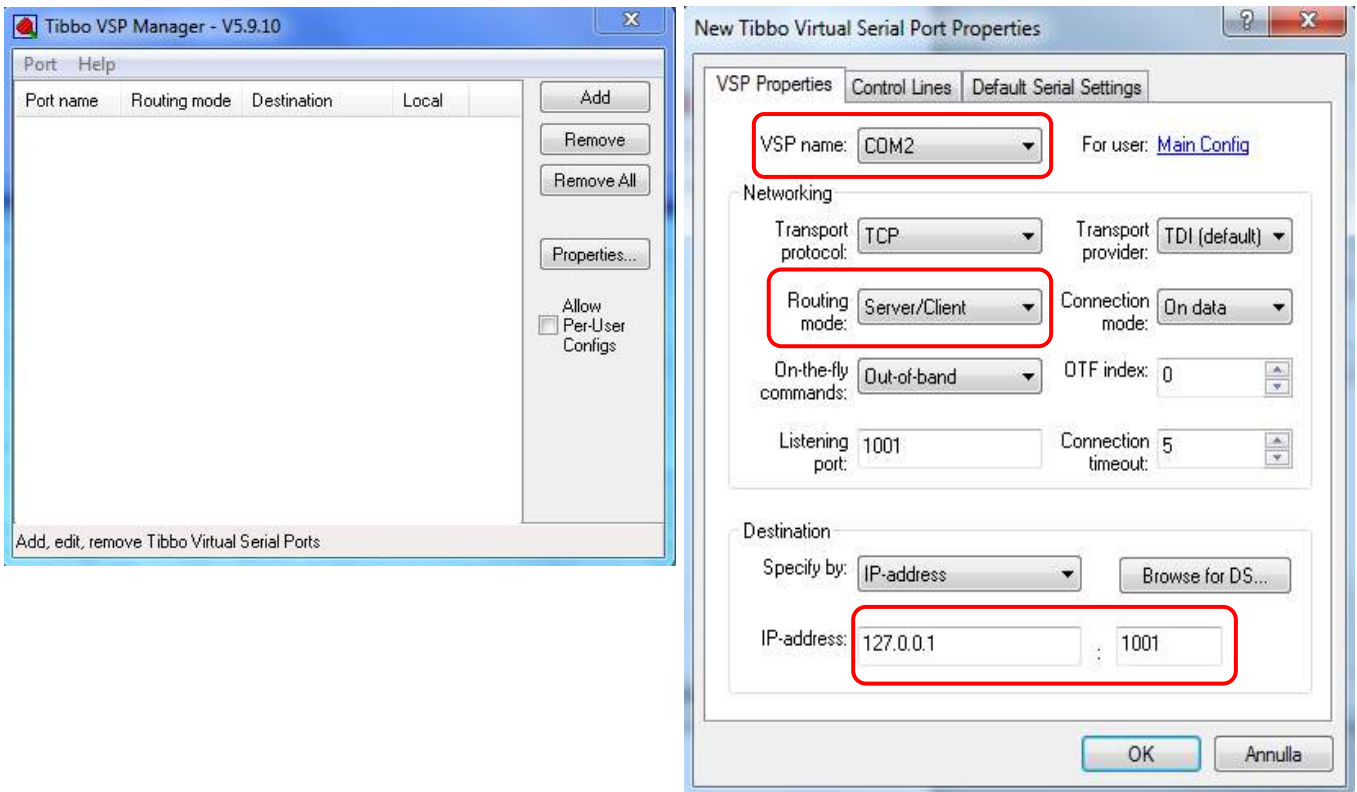 Tibbo VSP Manager - V5.9.10
Port Help
Port name Routing mode Destination Local
Add
Remove
Remove All
Properties...
Allow
Per-User
Configs
Add, edit, remove Tibbo Virtual Serial Ports
New Tibbo Virtual Serial Port Properties
VSP Properties Control Lines Default Serial Settings
VSP name: COM2 For user: Main Config
Networking
Transport protocol: TCP Transport provider: TDI (default)
Routing mode: Server/Client Connection mode: On data
On-the-fly commands: Out-of-band OTF index: 0
Listening port: 1001 Connection timeout: 5
Destination
Specify by: IP-address Browse for DS...
IP-address: 127.0.0.1 : 1001
OK Annulla